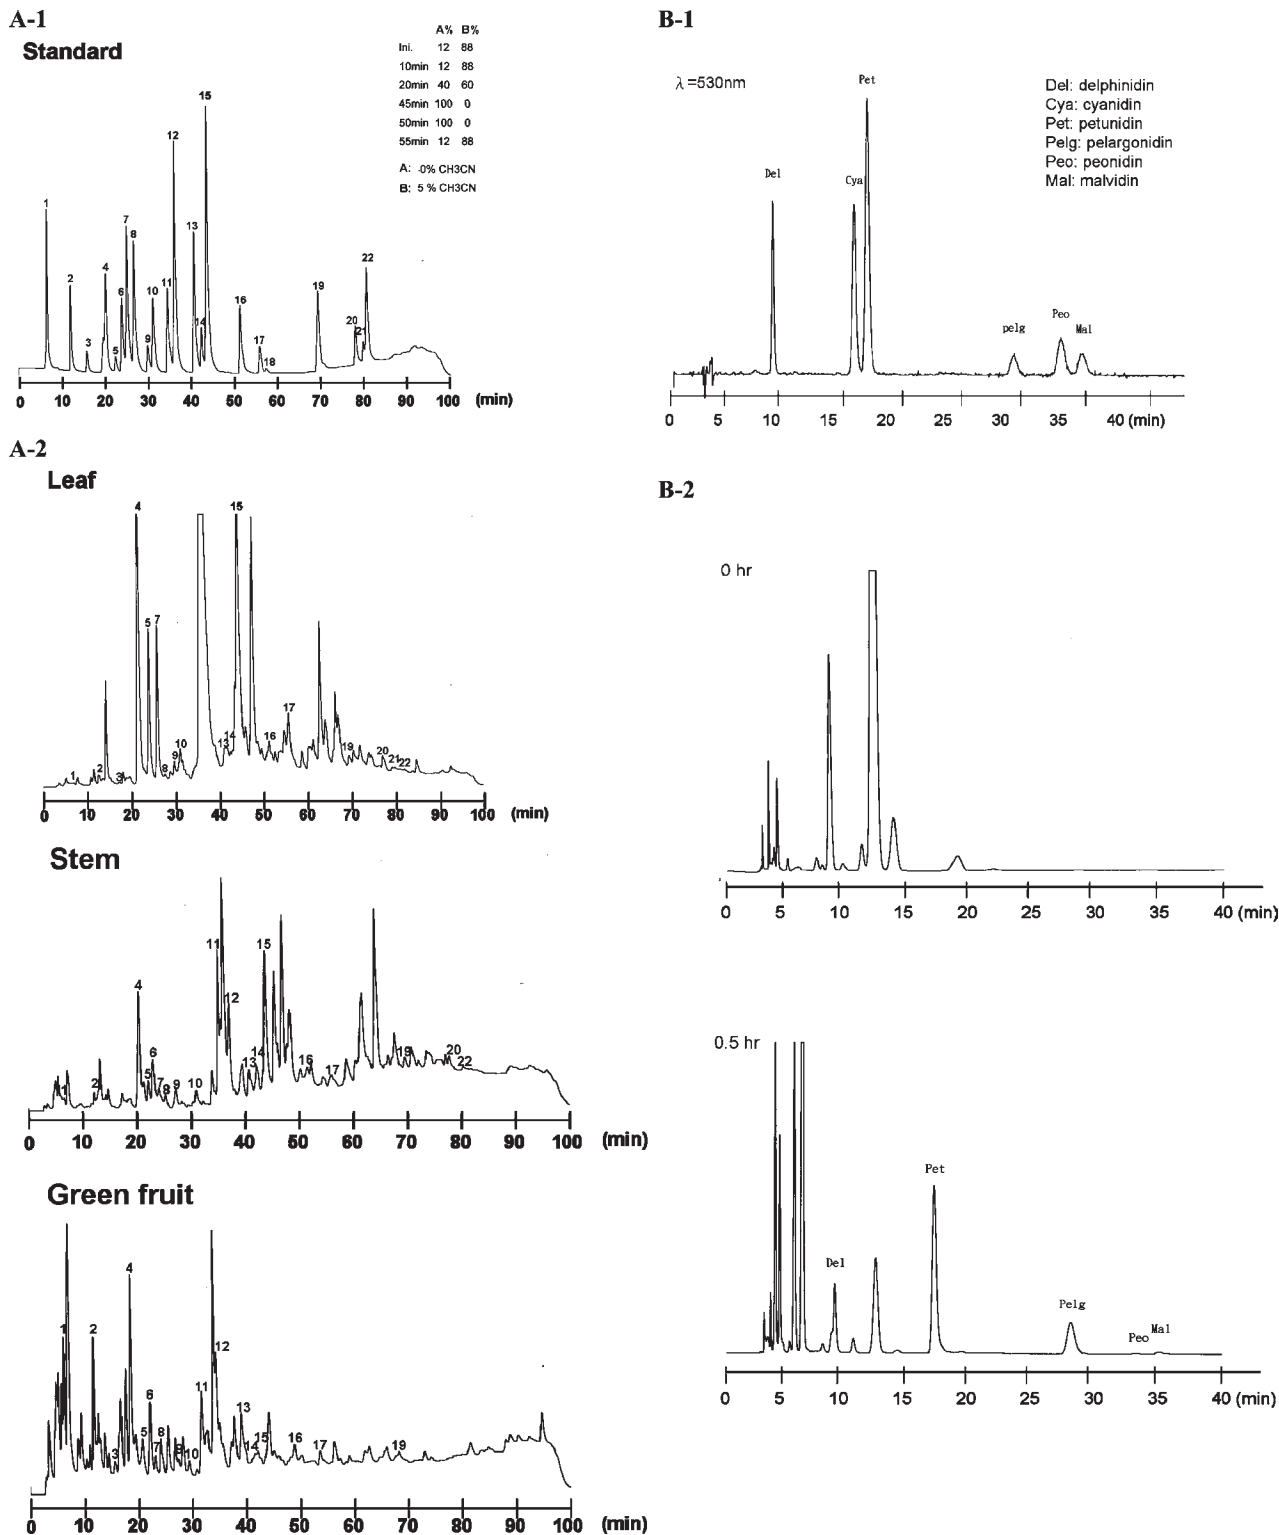 A-1
Standard
A% B%
Ini. 12 88
10min 12 88
20min 40 60
45min 100 0
50min 100 0
55min 12 88
A: .0% CH3CN
B: 5 % CH3CN
1 2 3 4 5 6 7 8 9 10 11 12 13 14 15 16 17 18 19 20 21 22
0 10 20 30 40 50 60 70 80 90 100 (min)
A-2
Leaf
1 2 3 4 5 7 8 9 10 13 14 15 16 17 19 20 21 22
0 10 20 30 40 50 60 70 80 90 100 (min)
Stem
1 2 4 5 6 7 8 9 10 11 12 13 14 15 16 17 19 20 22
0 10 20 30 40 50 60 70 80 90 100 (min)
Green fruit
1 2 3 4 5 6 7 8 9 10 11 12 13 14 15 16 17 19
0 10 20 30 40 50 60 70 80 90 100 (min)
B-1
λ=530nm
Del: delphinidin
Cya: cyanidin
Pet: petunidin
Pelg: pelargonidin
Peo: peonidin
Mal: malvidin
Del Cya Pet pelg Peo Mal
0 5 10 15 20 25 30 35 40 (min)
B-2
0 hr
0 5 10 15 20 25 30 35 40 (min)
0.5 hr
Del Pet Pelg Peo Mal
0 5 10 15 20 25 30 35 40 (min)